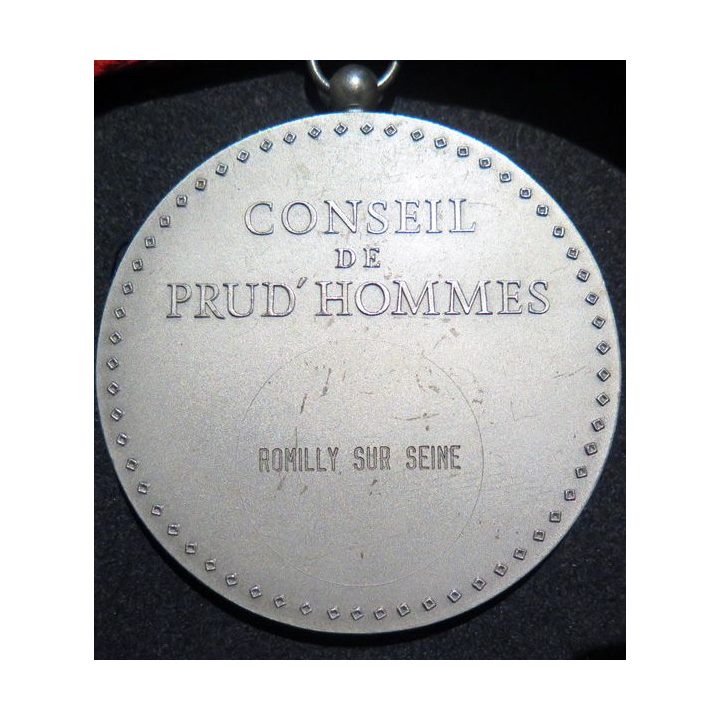 CONSEIL
DE
PRUD'HOMMES
ROMILLY SUR SEINE